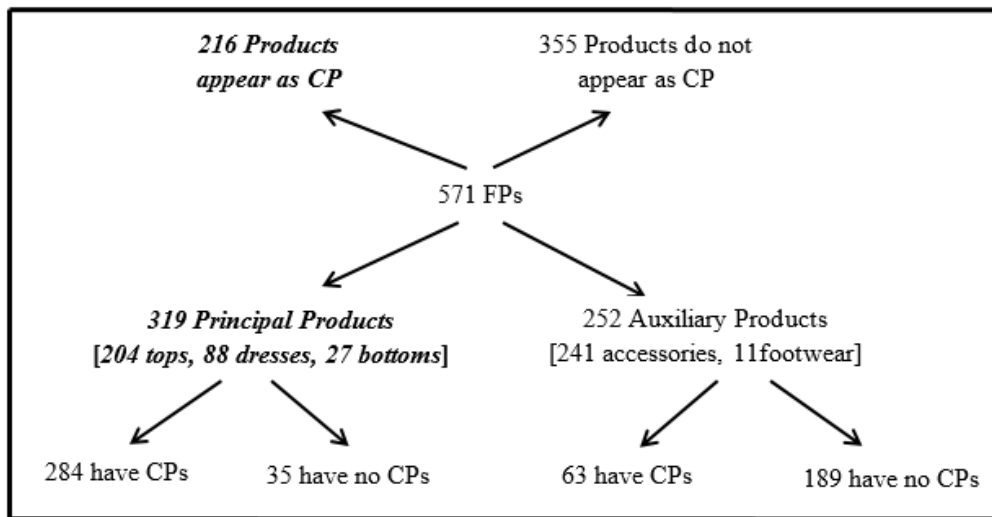 216 Products
appear as CP
355 Products do not
appear as CP
571 FPs
319 Principal Products
[204 tops, 88 dresses, 27 bottoms]
252 Auxiliary Products
[241 accessories, 11footwear]
284 have CPs
35 have no CPs
63 have CPs
189 have no CPs